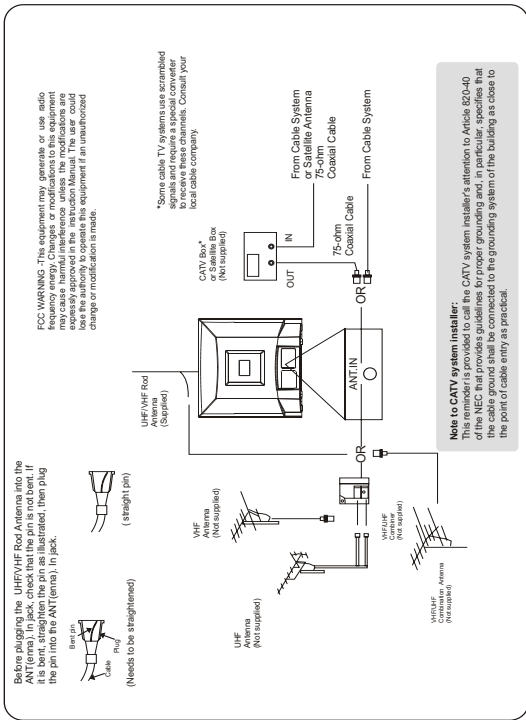 Before plugging the UHF/VHF Rod Antenna into the
ANT(enna). In jack, check that the pin is not bent. If
it is bent, straighten the pin as illustrated, then plug
the pin into the ANT(enna). In jack.
Bent pin
Cable
Plug
(Needs to be straightened)
( straight pin)
FCC WARNING -This equipment may generate or use radio
frequency energy. Changes or modifications to this equipment
may cause harmful interference unless the modifications are
expressly approved in the instruction Manual. The user could
lose the authority to operate this equipment if an unauthorized
change or modification is made.
UHF/VHF Rod
Antenna
(Supplied)
*Some cable TV systems use scrambled
signals and require a special converter
to receive these channels. Consult your
local cable company.
CATV Box*
or Satellite Box
(Not supplied)
OUT
IN
From Cable System
or Satellite Antenna
75-ohm
Coaxial Cable
75-ohm
Coaxial Cable
From Cable System
OR
ANT.IN
OR
VHF
Antenna
(Not supplied)
UHF
Antenna
(Not supplied)
VHF/UHF
Combiner
(Not supplied)
VHF/UHF
Combination Antenna
(Not supplied)
Note to CATV system installer:
This reminder is provided to call the CATV system installer's attention to Article 820-40
of the NEC that provides guidelines for proper grounding and, in particular, specifies that
the cable ground shall be connected to the grounding system of the building as close to
the point of cable entry as practical.